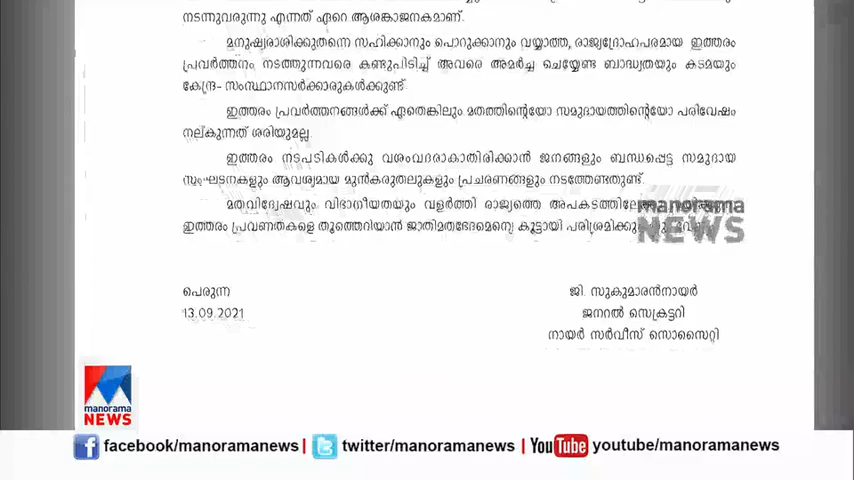 നടന്നുവരുന്നു എന്നത് ഏറെ ആശങ്കാജനകമാണ്.
മനുഷ്യരാശിക്കുതന്നെ സഹിക്കാനും പൊറുക്കാനും വയ്യാത്ത, രാജ്യദ്രോഹപരമായ ഇത്തരം
പ്രവർത്തനം നടത്തുന്നവരെ കണ്ടുപിടിച്ച് അവരെ അമർച്ച ചെയ്യേണ്ട ബാദ്ധ്യതയും കടമയും
കേന്ദ്ര- സംസ്ഥാനസർക്കാരുകൾക്കുണ്ട്.
ഇത്തരം പ്രവർത്തനങ്ങൾക്ക് ഏതെങ്കിലും മതത്തിന്റെയോ സമുദായത്തിന്റെയോ പരിവേഷം
നല്കുന്നത് ശരിയുമല്ല.
ഇത്തരം നടപടികൾക്കു വശംവദരാകാതിരിക്കാൻ ജനങ്ങളും ബന്ധപ്പെട്ട സമുദായ
സംഘടനകളും ആവശ്യമായ മുൻകരുതലുകളും പ്രചരണങ്ങളും നടത്തേണ്ടതുണ്ട്.
മതവിദ്വേഷവും വിഭാഗീയതയും വളർത്തി രാജ്യത്തെ
ഇത്തരം പ്രവണതകളെ തൂത്തെറിയാൻ ജാതിമതഭേദമെന്യെ കൂട്ടായി
manorama
NEWS
പെരുന്ന
13.09.2021
ജി. സുകുമാരൻനായർ
ജനറൽ സെക്രട്ടറി
നായർ സർവീസ് സൊസൈറ്റി
manorama
NEWS
facebook/manoramanews | twitter/manoramanews | YouTube youtube/manoramanews